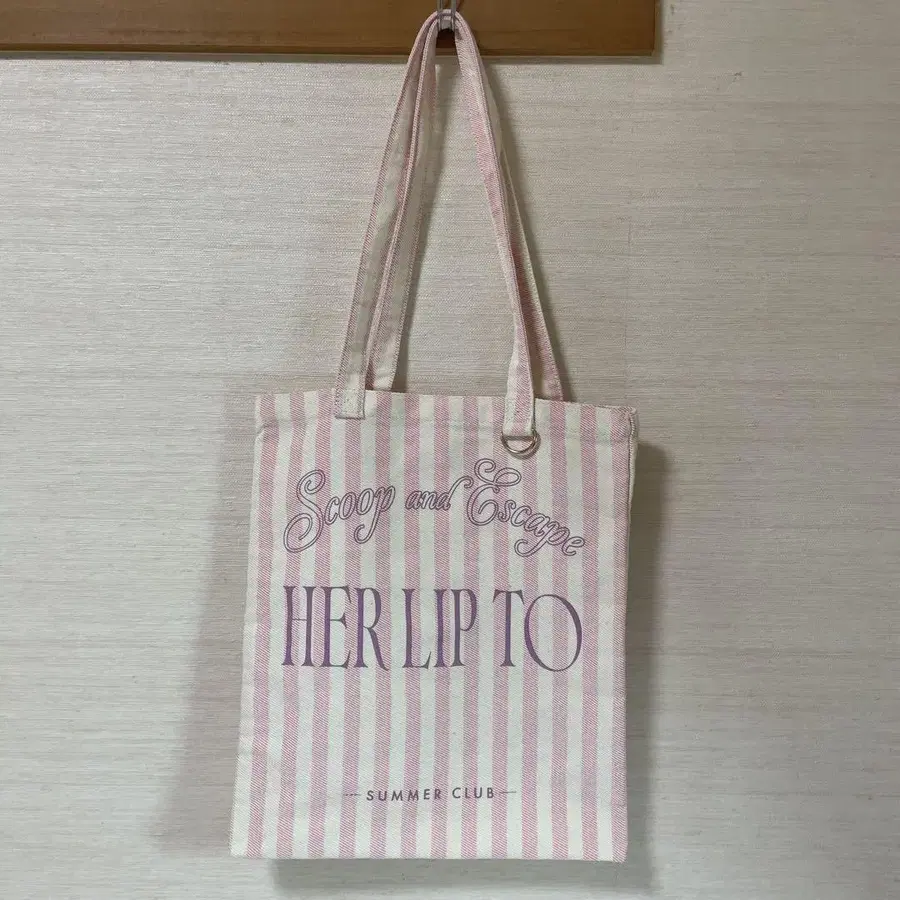 Scoop and Escape
HER LIP TO
SUMMER CLUB